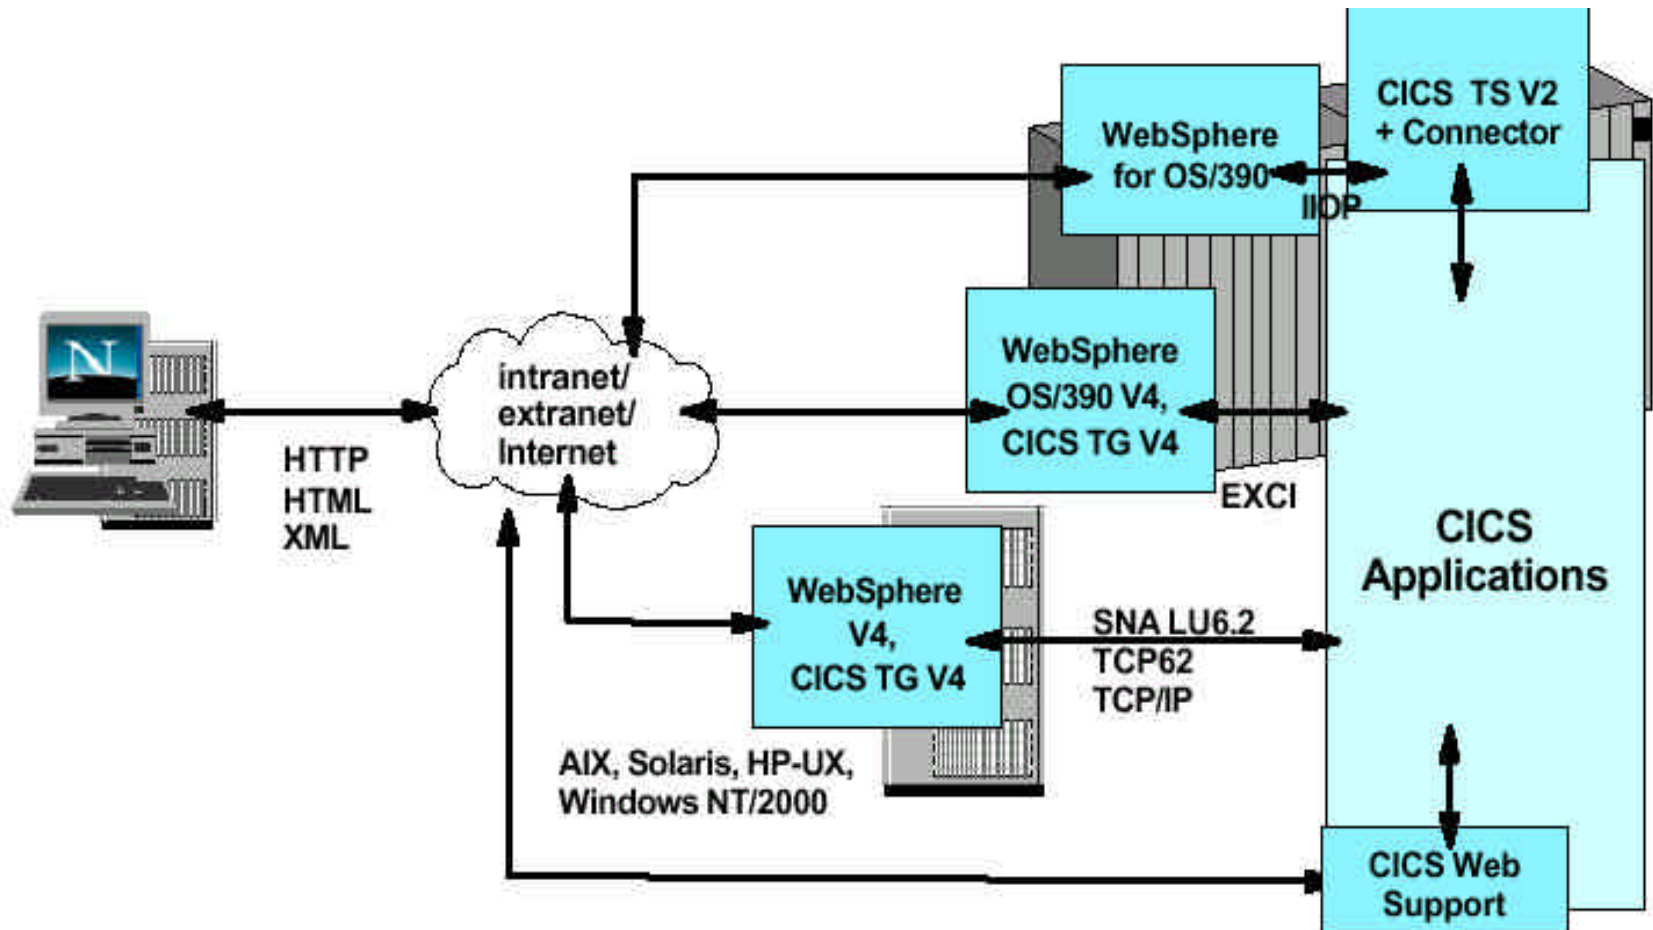 CICS TS V2
+ Connector
WebSphere
for OS/390
IIOP
WebSphere
OS/390 V4,
CICS TG V4
EXCI
N
intranet/
extranet/
Internet
HTTP
HTML
XML
CICS
Applications
WebSphere
V4,
CICS TG V4
SNA LU6.2
TCP62
TCP/IP
AIX, Solaris, HP-UX,
Windows NT/2000
CICS Web
Support